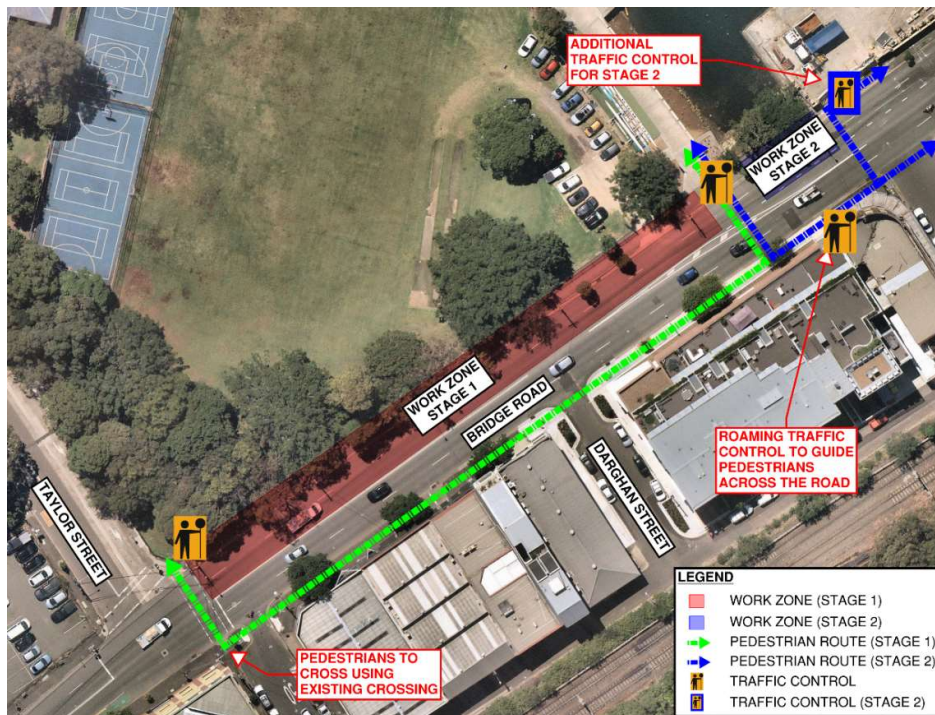 ADDITIONAL
TRAFFIC CONTROL
FOR STAGE 2
WORK ZONE
STAGE 2
WORK ZONE
STAGE 1
BRIDGE ROAD
ROAMING TRAFFIC
CONTROL TO GUIDE
PEDESTRIANS
ACROSS THE ROAD
DARGHAN STREET
TAYLOR STREET
PEDESTRIANS TO
CROSS USING
EXISTING CROSSING
LEGEND
WORK ZONE (STAGE 1)
WORK ZONE (STAGE 2)
PEDESTRIAN ROUTE (STAGE 1)
PEDESTRIAN ROUTE (STAGE 2)
TRAFFIC CONTROL
TRAFFIC CONTROL (STAGE 2)